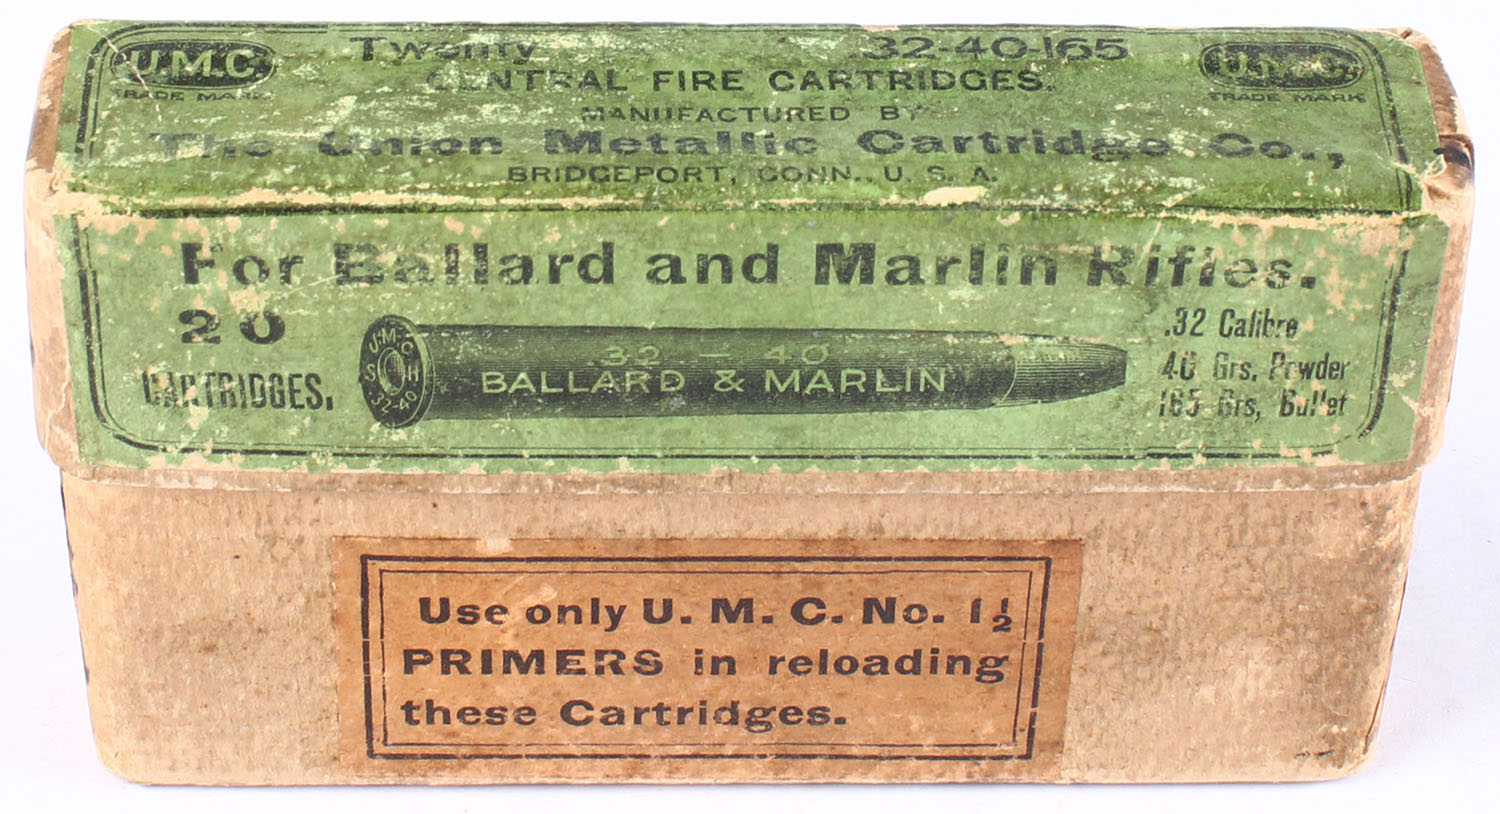 U.M.C.
TRADE MARK
Twenty .32-40-165
CENTRAL FIRE CARTRIDGES.
MANUFACTURED BY
The Union Metallic Cartridge Co.,
BRIDGEPORT, CONN., U. S. A.
U.M.C.
TRADE MARK
For Ballard and Marlin Rifles.
20
CARTRIDGES.
U.M.C
S H
.32-40
.32 - 40
BALLARD & MARLIN
.32 Calibre
40 Grs. Powder
165 Grs. Bullet
Use only U. M. C. No. 1½
PRIMERS in reloading
these Cartridges.